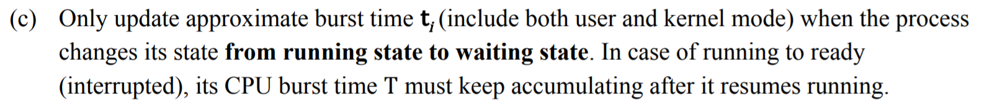 (c) Only update approximate burst time tᵢ (include both user and kernel mode) when the process
changes its state from running state to waiting state. In case of running to ready
(interrupted), its CPU burst time T must keep accumulating after it resumes running.